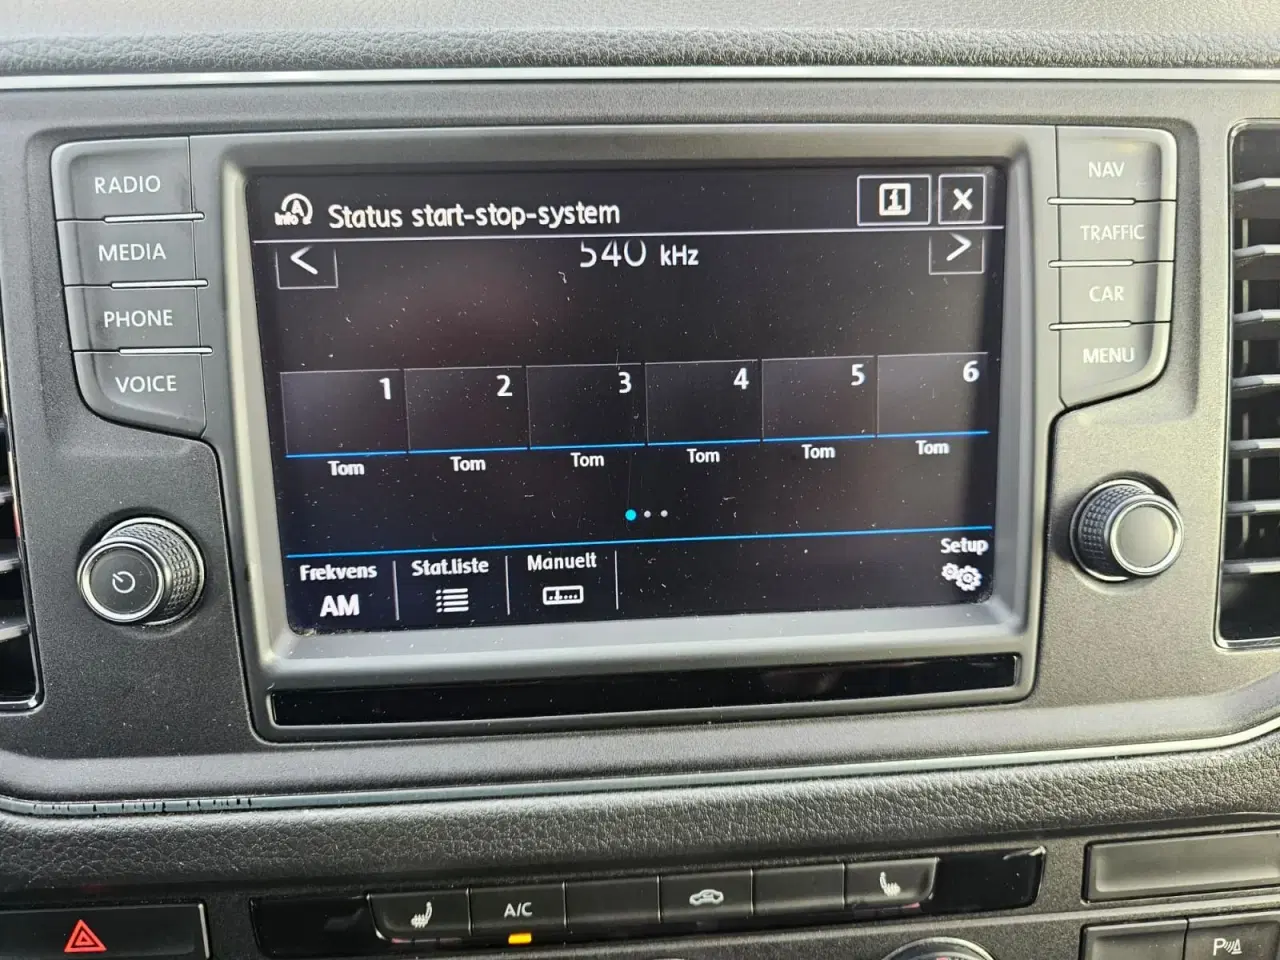 RADIO
MEDIA
PHONE
VOICE
Info A
Status start-stop-system
i
X
<
540 kHz
>
1 2 3 4 5 6
Tom Tom Tom Tom Tom Tom
Frekvens
AM
Stat.liste
Manuelt
Setup
NAV
TRAFFIC
CAR
MENU
A/C
P